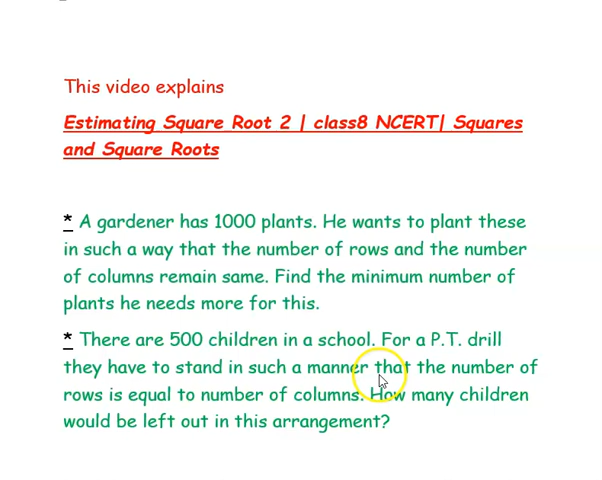 This video explains
Estimating Square Root 2 | class8 NCERT| Squares
and Square Roots
* A gardener has 1000 plants. He wants to plant these
in such a way that the number of rows and the number
of columns remain same. Find the minimum number of
plants he needs more for this.
* There are 500 children in a school. For a P.T. drill
they have to stand in such a manner that the number of
rows is equal to number of columns. How many children
would be left out in this arrangement?